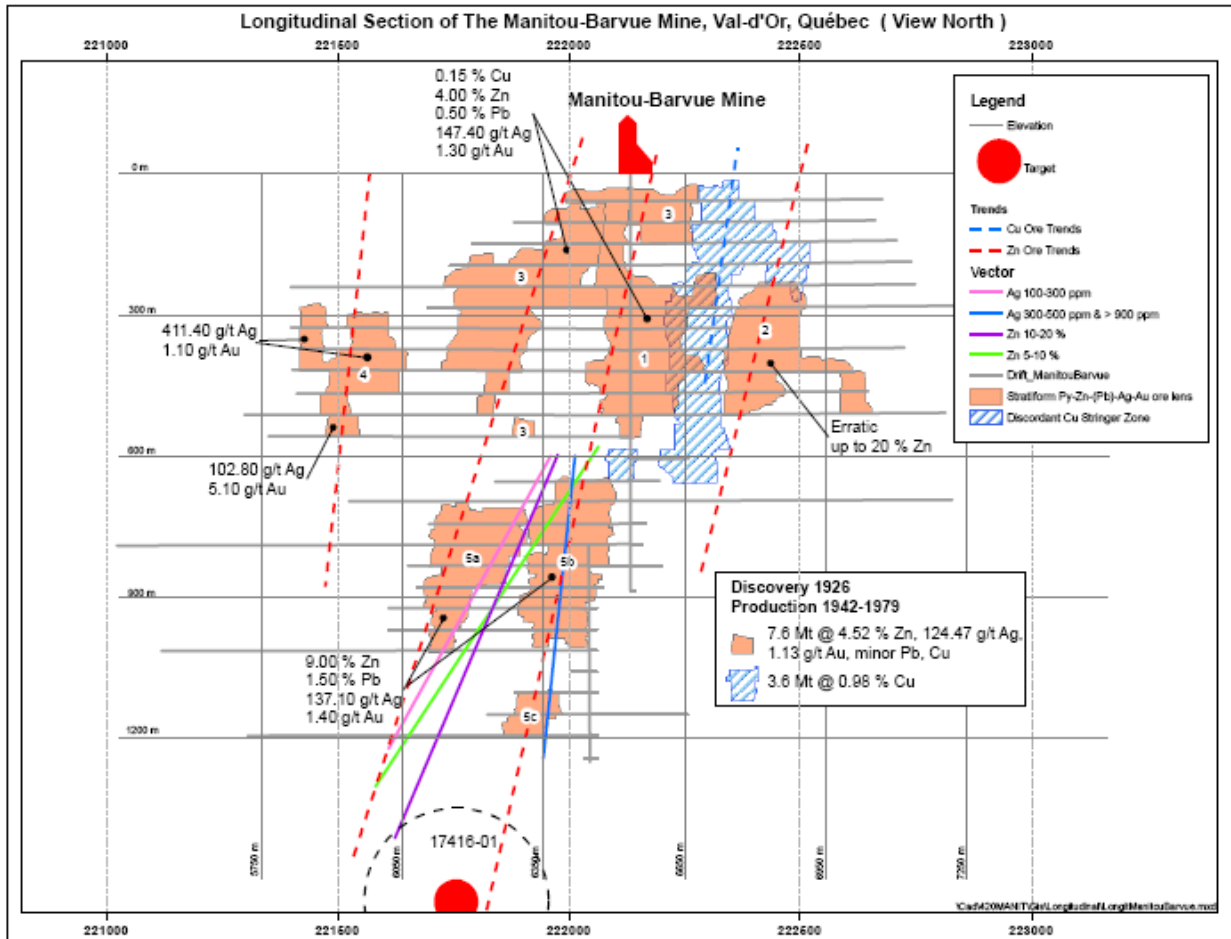 Longitudinal Section of The Manitou-Barvue Mine, Val-d'Or, Québec ( View North )
221000 221500 222000 222500 223000
0.15 % Cu
4.00 % Zn
0.50 % Pb
147.40 g/t Ag
1.30 g/t Au
Manitou-Barvue Mine
Legend
Elevation
Target
Trends
Cu Ore Trends
Zn Ore Trends
Vector
Ag 100-300 ppm
Ag 300-500 ppm & > 900 ppm
Zn 10-20 %
Zn 5-10 %
Drift_ManitouBarvue
Stratiform Py-Zn-(Pb)-Ag-Au ore lens
Discordant Cu Stringer Zone
0 m
3
3
300 m
2
411.40 g/t Ag
1.10 g/t Au
1
4
3
Erratic
up to 20 % Zn
600 m
102.80 g/t Ag
5.10 g/t Au
5a
5b
900 m
Discovery 1926
Production 1942-1979
7.6 Mt @ 4.52 % Zn, 124.47 g/t Ag,
1.13 g/t Au, minor Pb, Cu
3.6 Mt @ 0.98 % Cu
9.00 % Zn
1.50 % Pb
137.10 g/t Ag
1.40 g/t Au
5c
1200 m
17416-01
5750 m
6050 m
6650 m
6950 m
7250 m
221000 221500 222000 222500 223000